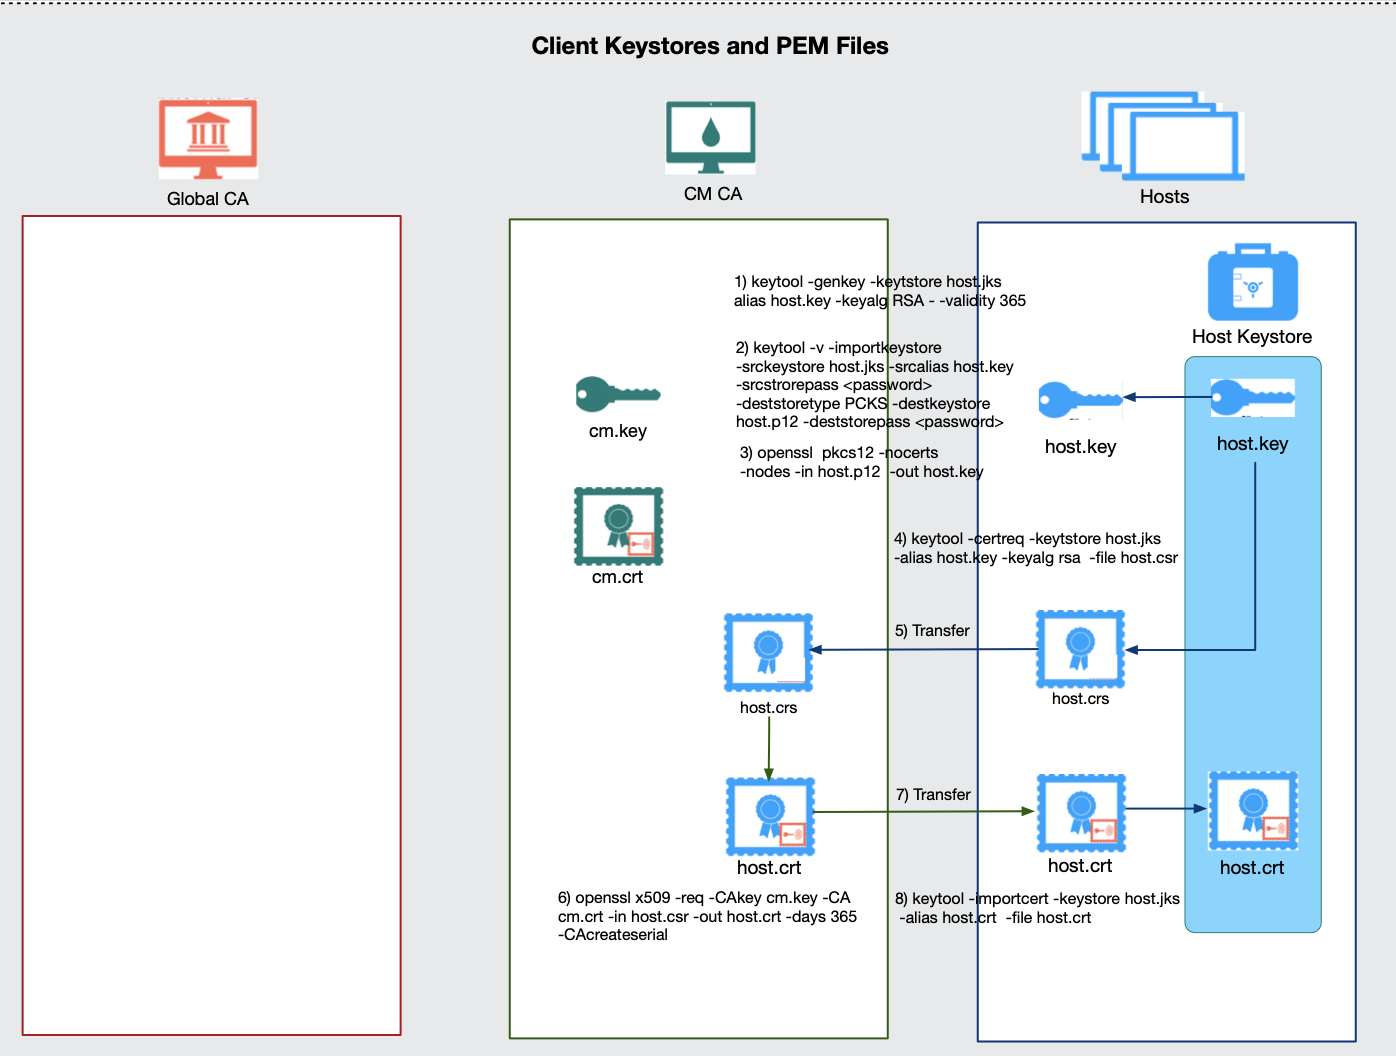 Client Keystores and PEM Files
Global CA
CM CA
Hosts
1) keytool -genkey -keytstore host.jks
alias host.key -keyalg RSA - -validity 365
Host Keystore
2) keytool -v -importkeystore
-srckeystore host.jks -srcalias host.key
-srcstrorepass <password>
-deststoretype PCKS -destkeystore
host.p12 -deststorepass <password>
cm.key
host.key
host.key
3) openssl  pkcs12 -nocerts
-nodes -in host.p12  -out host.key
4) keytool -certreq -keytstore host.jks
-alias host.key -keyalg rsa  -file host.csr
cm.crt
5) Transfer
host.crs
host.crs
7) Transfer
host.crt
host.crt
host.crt
6) openssl x509 -req -CAkey cm.key -CA
cm.crt -in host.csr -out host.crt -days 365
-CAcreateserial
8) keytool -importcert -keystore host.jks
-alias host.crt  -file host.crt